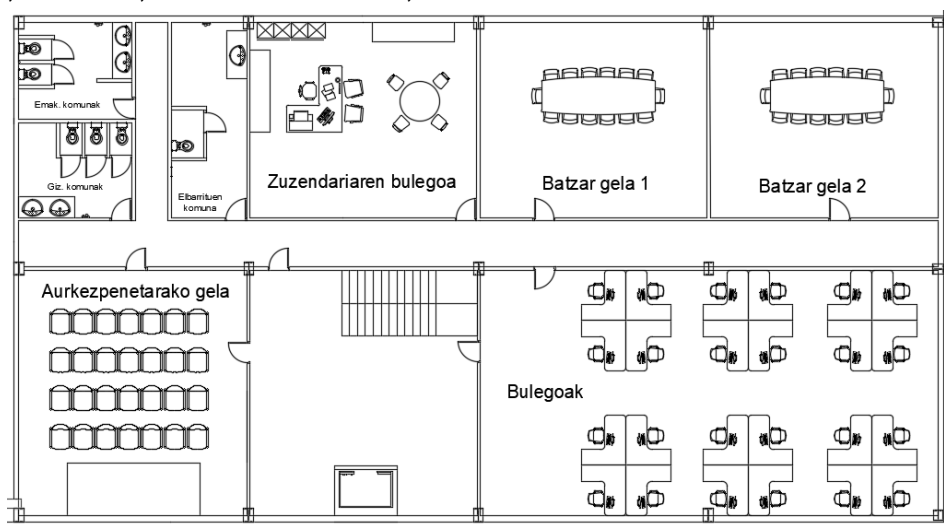 Emak. komunak
Giz. komunak
Elbarrituen
komuna
Zuzendariaren bulegoa
Batzar gela 1
Batzar gela 2
Aurkezpenetarako gela
Bulegoak